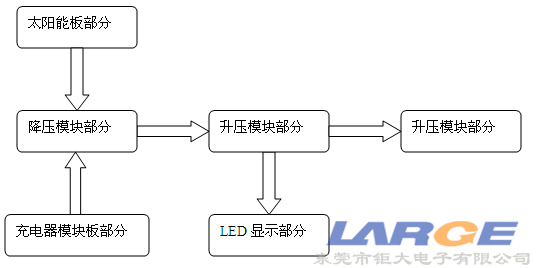 太阳能板部分
降压模块部分
升压模块部分
升压模块部分
充电器模块板部分
LED 显示部分
LARGE
东莞市钜大电子有限公司